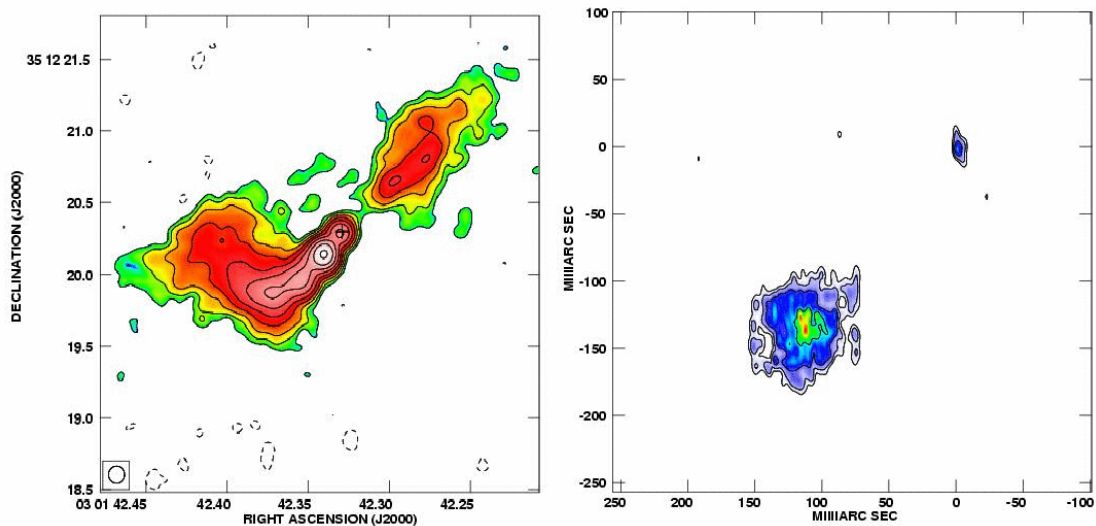 35 12 21.5
21.0
20.5
20.0
19.5
19.0
18.5
DECLINATION (J2000)
03 01 42.45 42.40 42.35 42.30 42.25
RIGHT ASCENSION (J2000)
100
50
0
-50
-100
-150
-200
-250
MilliARC SEC
250 200 150 100 50 0 -50 -100
MilliARC SEC